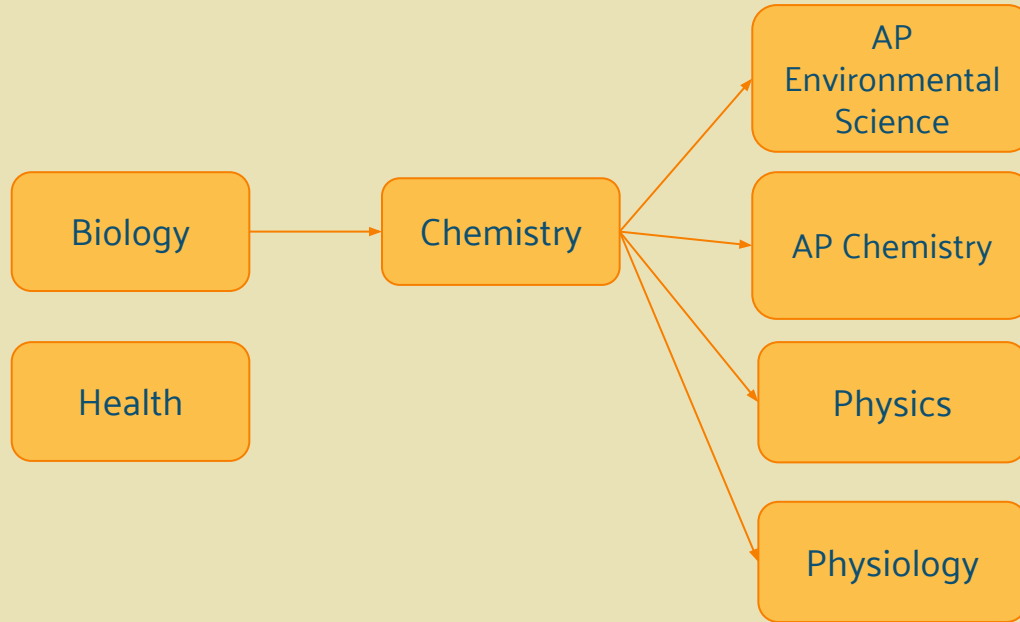 Biology
Health
Chemistry
AP
Environmental
Science
AP Chemistry
Physics
Physiology